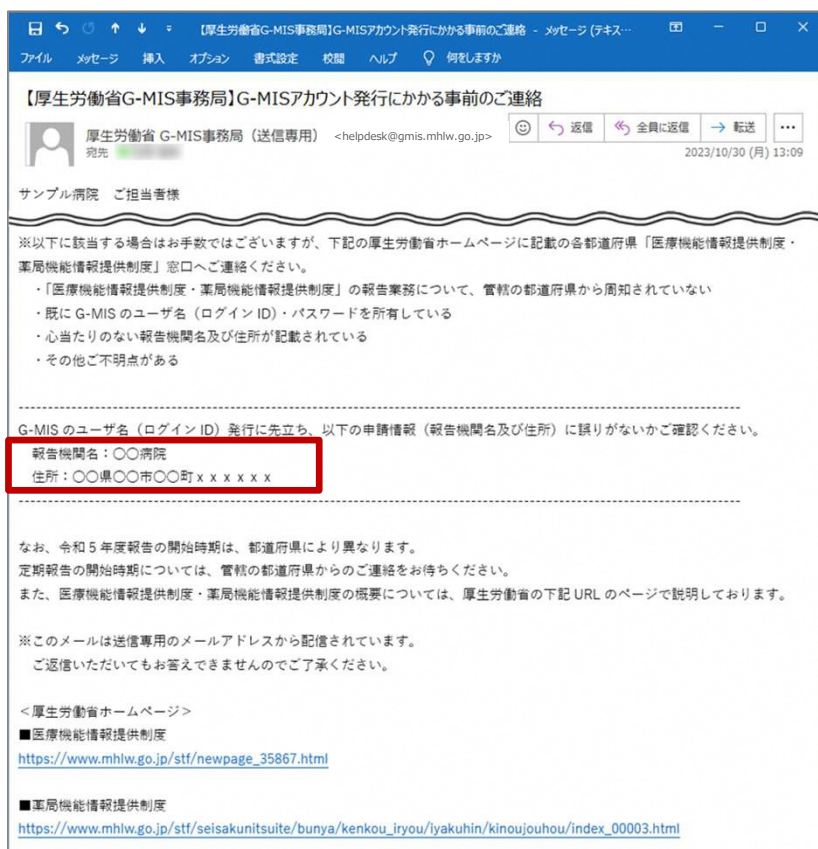 【厚生労働省G-MIS事務局】G-MISアカウント発行にかかる事前のご連絡 - メッセージ (テキス…
ファイル メッセージ 挿入 オプション 書式設定 校閲 ヘルプ 何をしますか
【厚生労働省G-MIS事務局】G-MISアカウント発行にかかる事前のご連絡
厚生労働省 G-MIS事務局（送信専用） <helpdesk@gmis.mhlw.go.jp>
返信 全員に返信 転送 …
宛先
2023/10/30 (月) 13:09
サンプル病院 ご担当者様
※以下に該当する場合はお手数ではございますが、下記の厚生労働省ホームページに記載の各都道府県「医療機能情報提供制度・
薬局機能情報提供制度」窓口へご連絡ください。
・「医療機能情報提供制度・薬局機能情報提供制度」の報告業務について、管轄の都道府県から周知されていない
・既に G-MIS のユーザ名（ログイン ID）・パスワードを所有している
・心当たりのない報告機関名及び住所が記載されている
・その他ご不明点がある
--------------------------------------------------------------------------------
G-MIS のユーザ名（ログイン ID）発行に先立ち、以下の申請情報（報告機関名及び住所）に誤りがないかご確認ください。
報告機関名：〇〇病院
住所：〇〇県〇〇市〇〇町ｘｘｘｘｘｘ
--------------------------------------------------------------------------------
なお、令和５年度報告の開始時期は、都道府県により異なります。
定期報告の開始時期については、管轄の都道府県からのご連絡をお待ちください。
また、医療機能情報提供制度・薬局機能情報提供制度の概要については、厚生労働省の下記 URL のページで説明しております。
※このメールは送信専用のメールアドレスから配信されています。
ご返信いただいてもお答えできませんのでご了承ください。
＜厚生労働省ホームページ＞
■医療機能情報提供制度
https://www.mhlw.go.jp/stf/newpage_35867.html
■薬局機能情報提供制度
https://www.mhlw.go.jp/stf/seisakunitsuite/bunya/kenkou_iryou/iyakuhin/kinoujouhou/index_00003.html